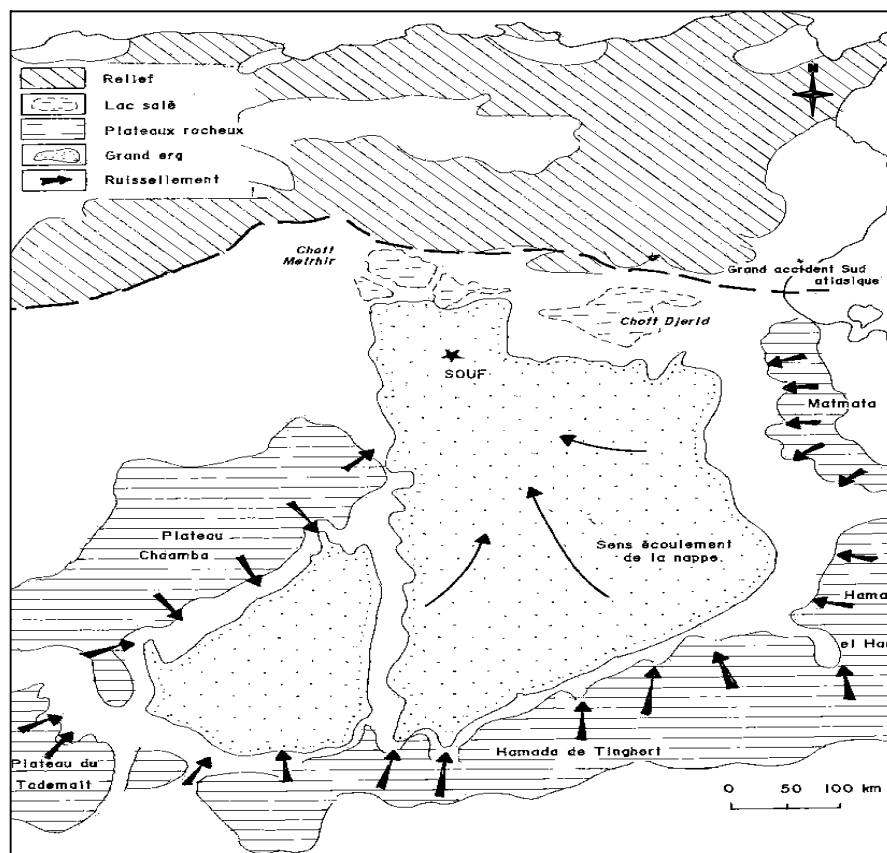 N
Relief
Lac salé
Plateaux rocheux
Grand erg
Ruissellement
Chott
Melrhir
Grand accident Sud
atlasique
Chott Djerid
SOUF
Matmata
Plateau
Chaamba
Sens écoulement
de la nappe
Hama
el Ha
Hamada de Tinghert
Plateau du
Tademait
0 50 100 km